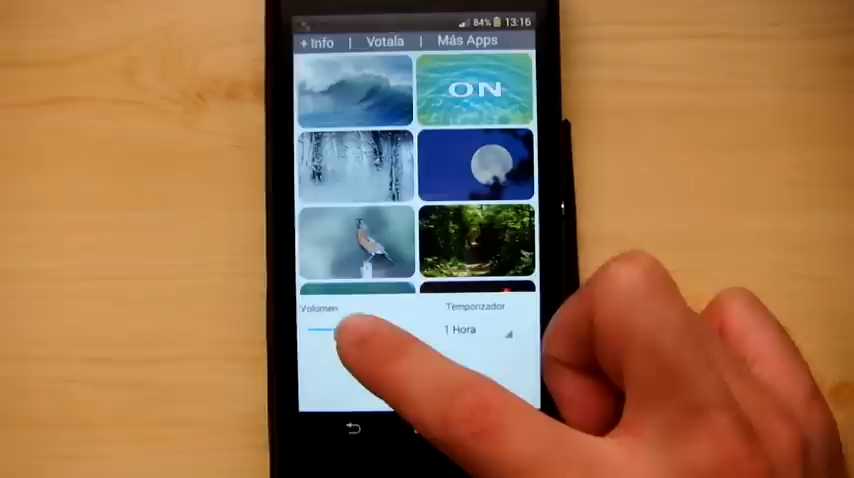 84% 13:16
+ Info | Votala | Más Apps
ON
Volumen Temporizador
1 Hora